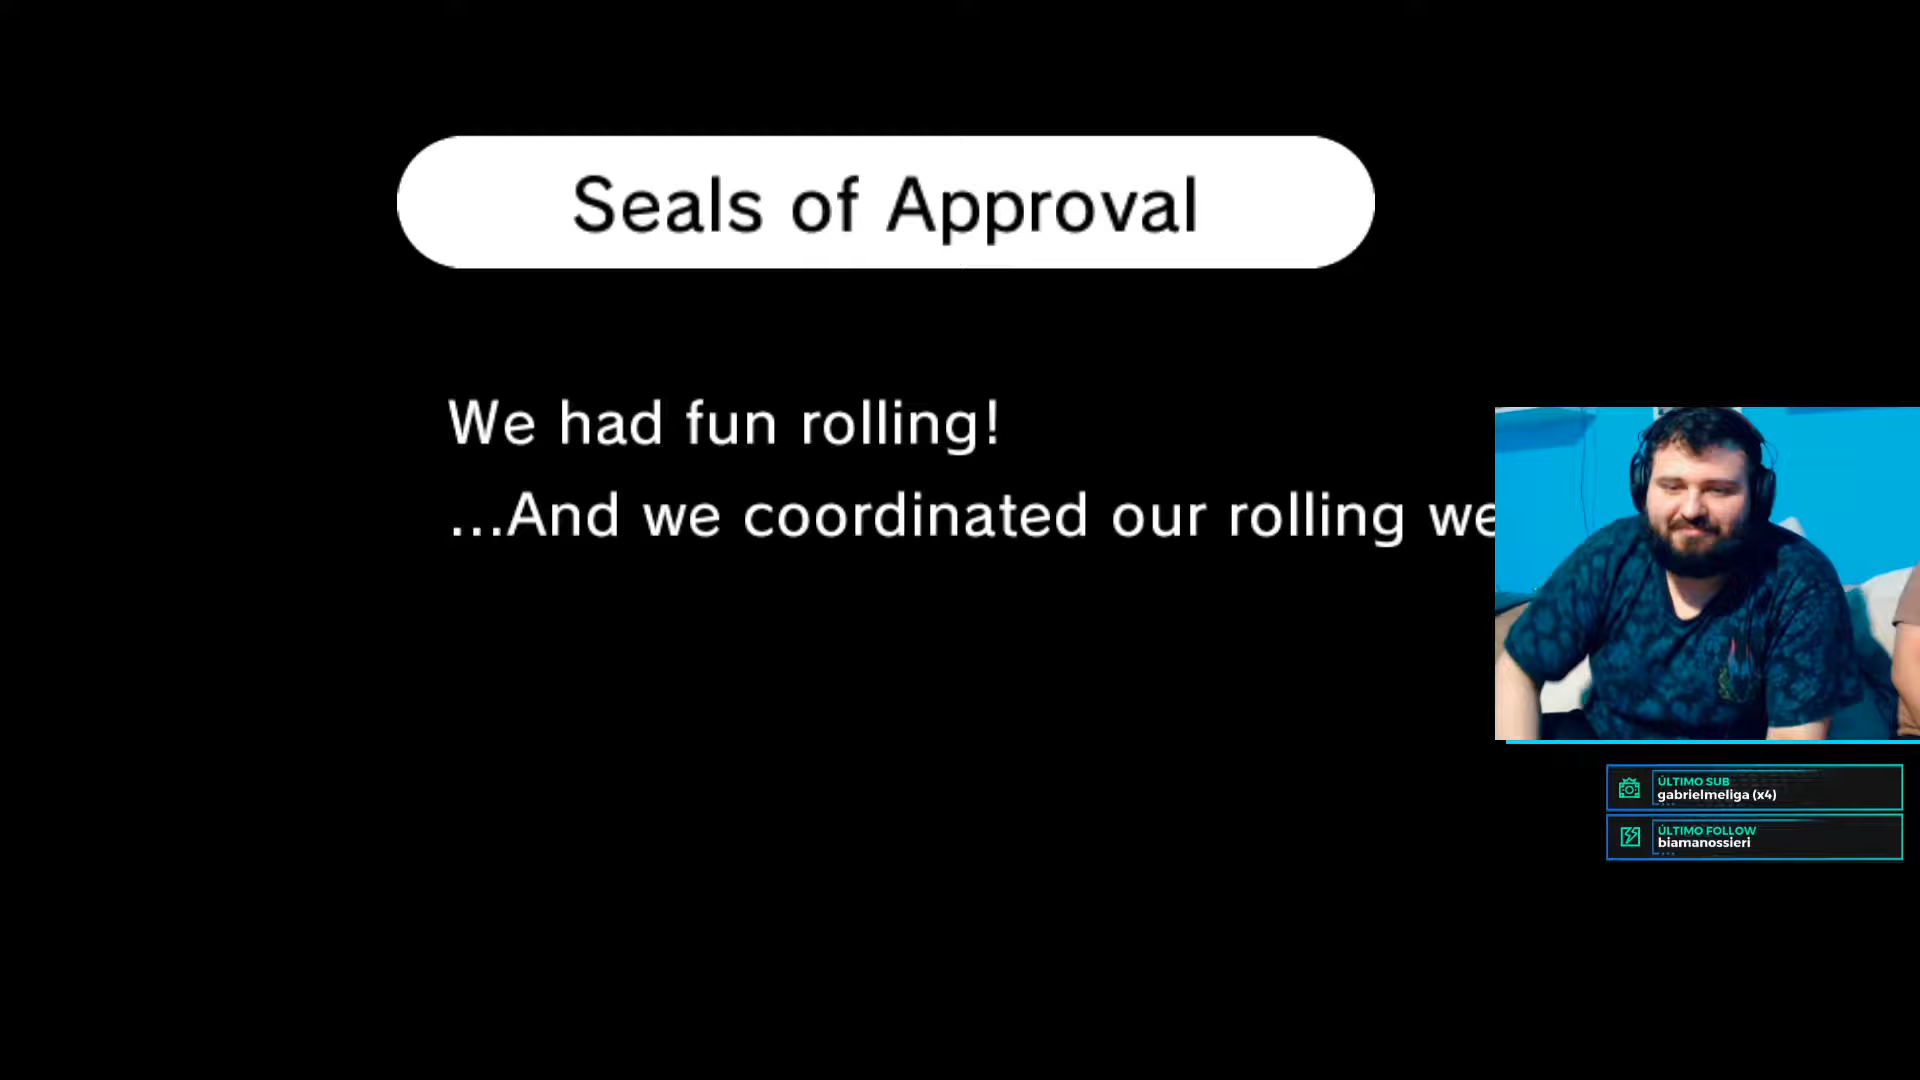 Seals of Approval
We had fun rolling!
...And we coordinated our rolling we
ÚLTIMO SUB
gabrielmeliga (x4)
ÚLTIMO FOLLOW
biamanossieri